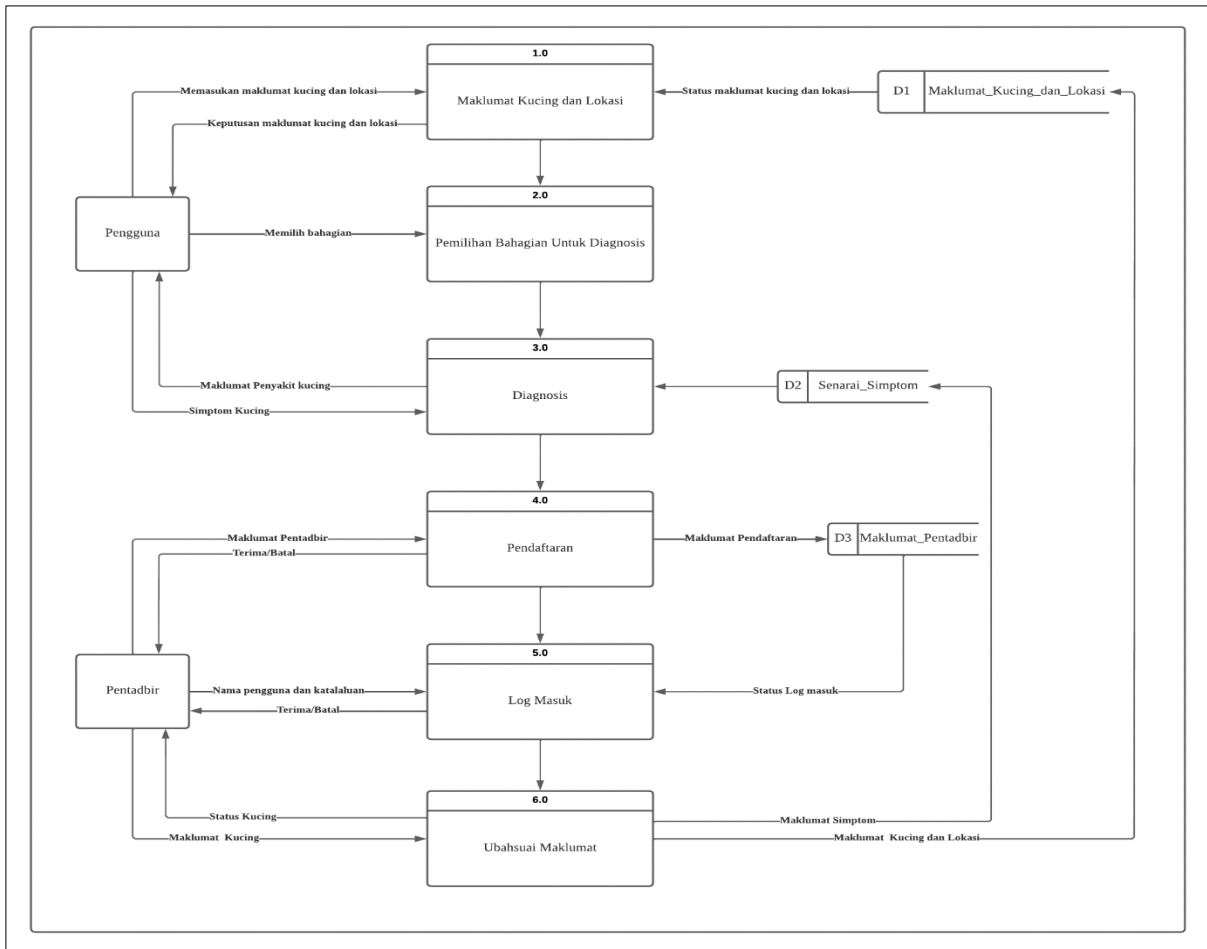 1.0
Maklumat Kucing dan Lokasi
Memasukan maklumat kucing dan lokasi
Keputusan maklumat kucing dan lokasi
Status maklumat kucing dan lokasi
D1
Maklumat_Kucing_dan_Lokasi
2.0
Pemilihan Bahagian Untuk Diagnosis
Pengguna
Memilih bahagian
3.0
Diagnosis
Maklumat Penyakit kucing
Simptom Kucing
D2
Senarai_Simptom
4.0
Pendaftaran
Maklumat Pentadbir
Terima/Batal
Maklumat Pendaftaran
D3
Maklumat_Pentadbir
5.0
Log Masuk
Pentadbir
Nama pengguna dan katalaluan
Terima/Batal
Status Log masuk
6.0
Ubahsuai Maklumat
Status Kucing
Maklumat Kucing
Maklumat Simptom
Maklumat Kucing dan Lokasi